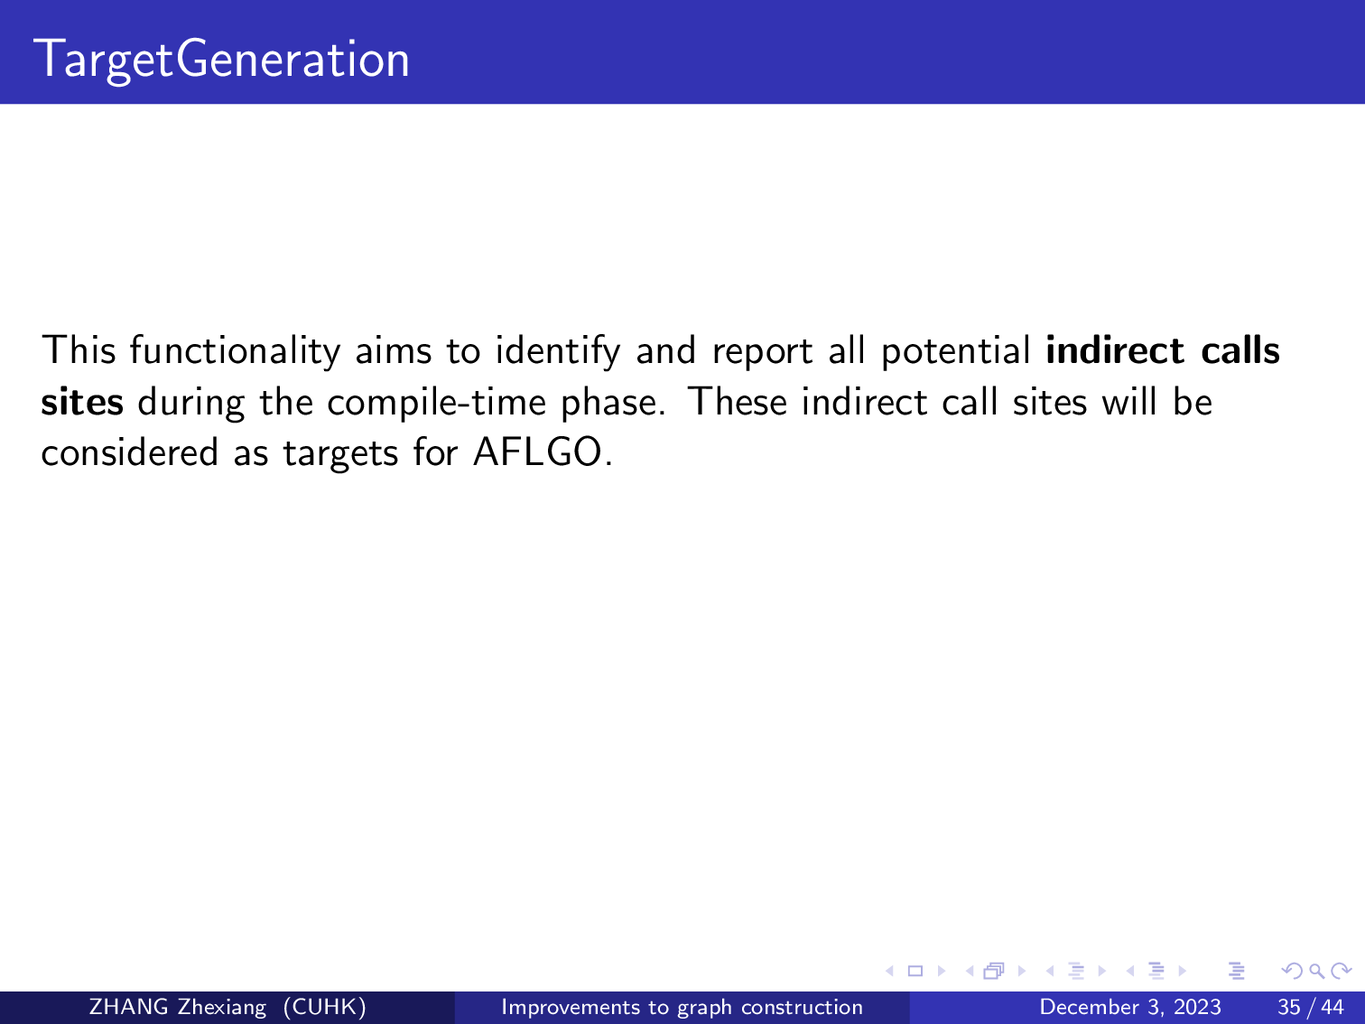 TargetGeneration
This functionality aims to identify and report all potential indirect calls
sites during the compile-time phase. These indirect call sites will be
considered as targets for AFLGO.
ZHANG Zhexiang (CUHK)
Improvements to graph construction
December 3, 2023
35 / 44